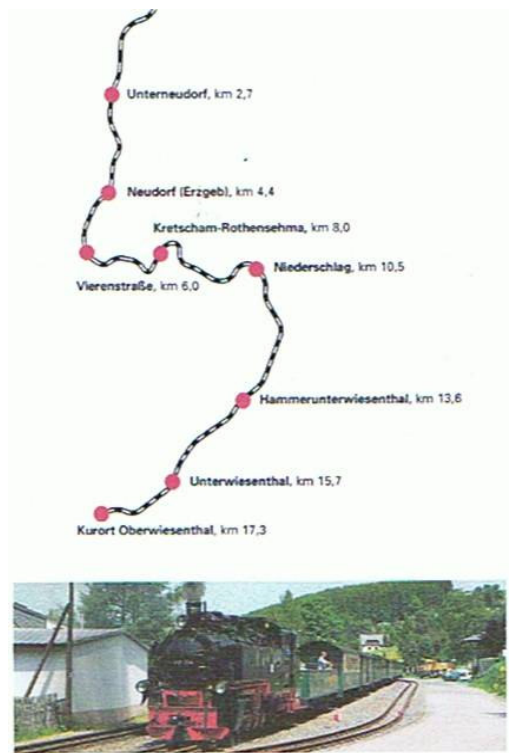 Unterneudorf, km 2,7
Neudorf (Erzgeb), km 4,4
Kretscham-Rothensehma, km 8,0
Niederschlag, km 10,5
Vierenstraße, km 6,0
Hammerunterwiesenthal, km 13,6
Unterwiesenthal, km 15,7
Kurort Oberwiesenthal, km 17,3